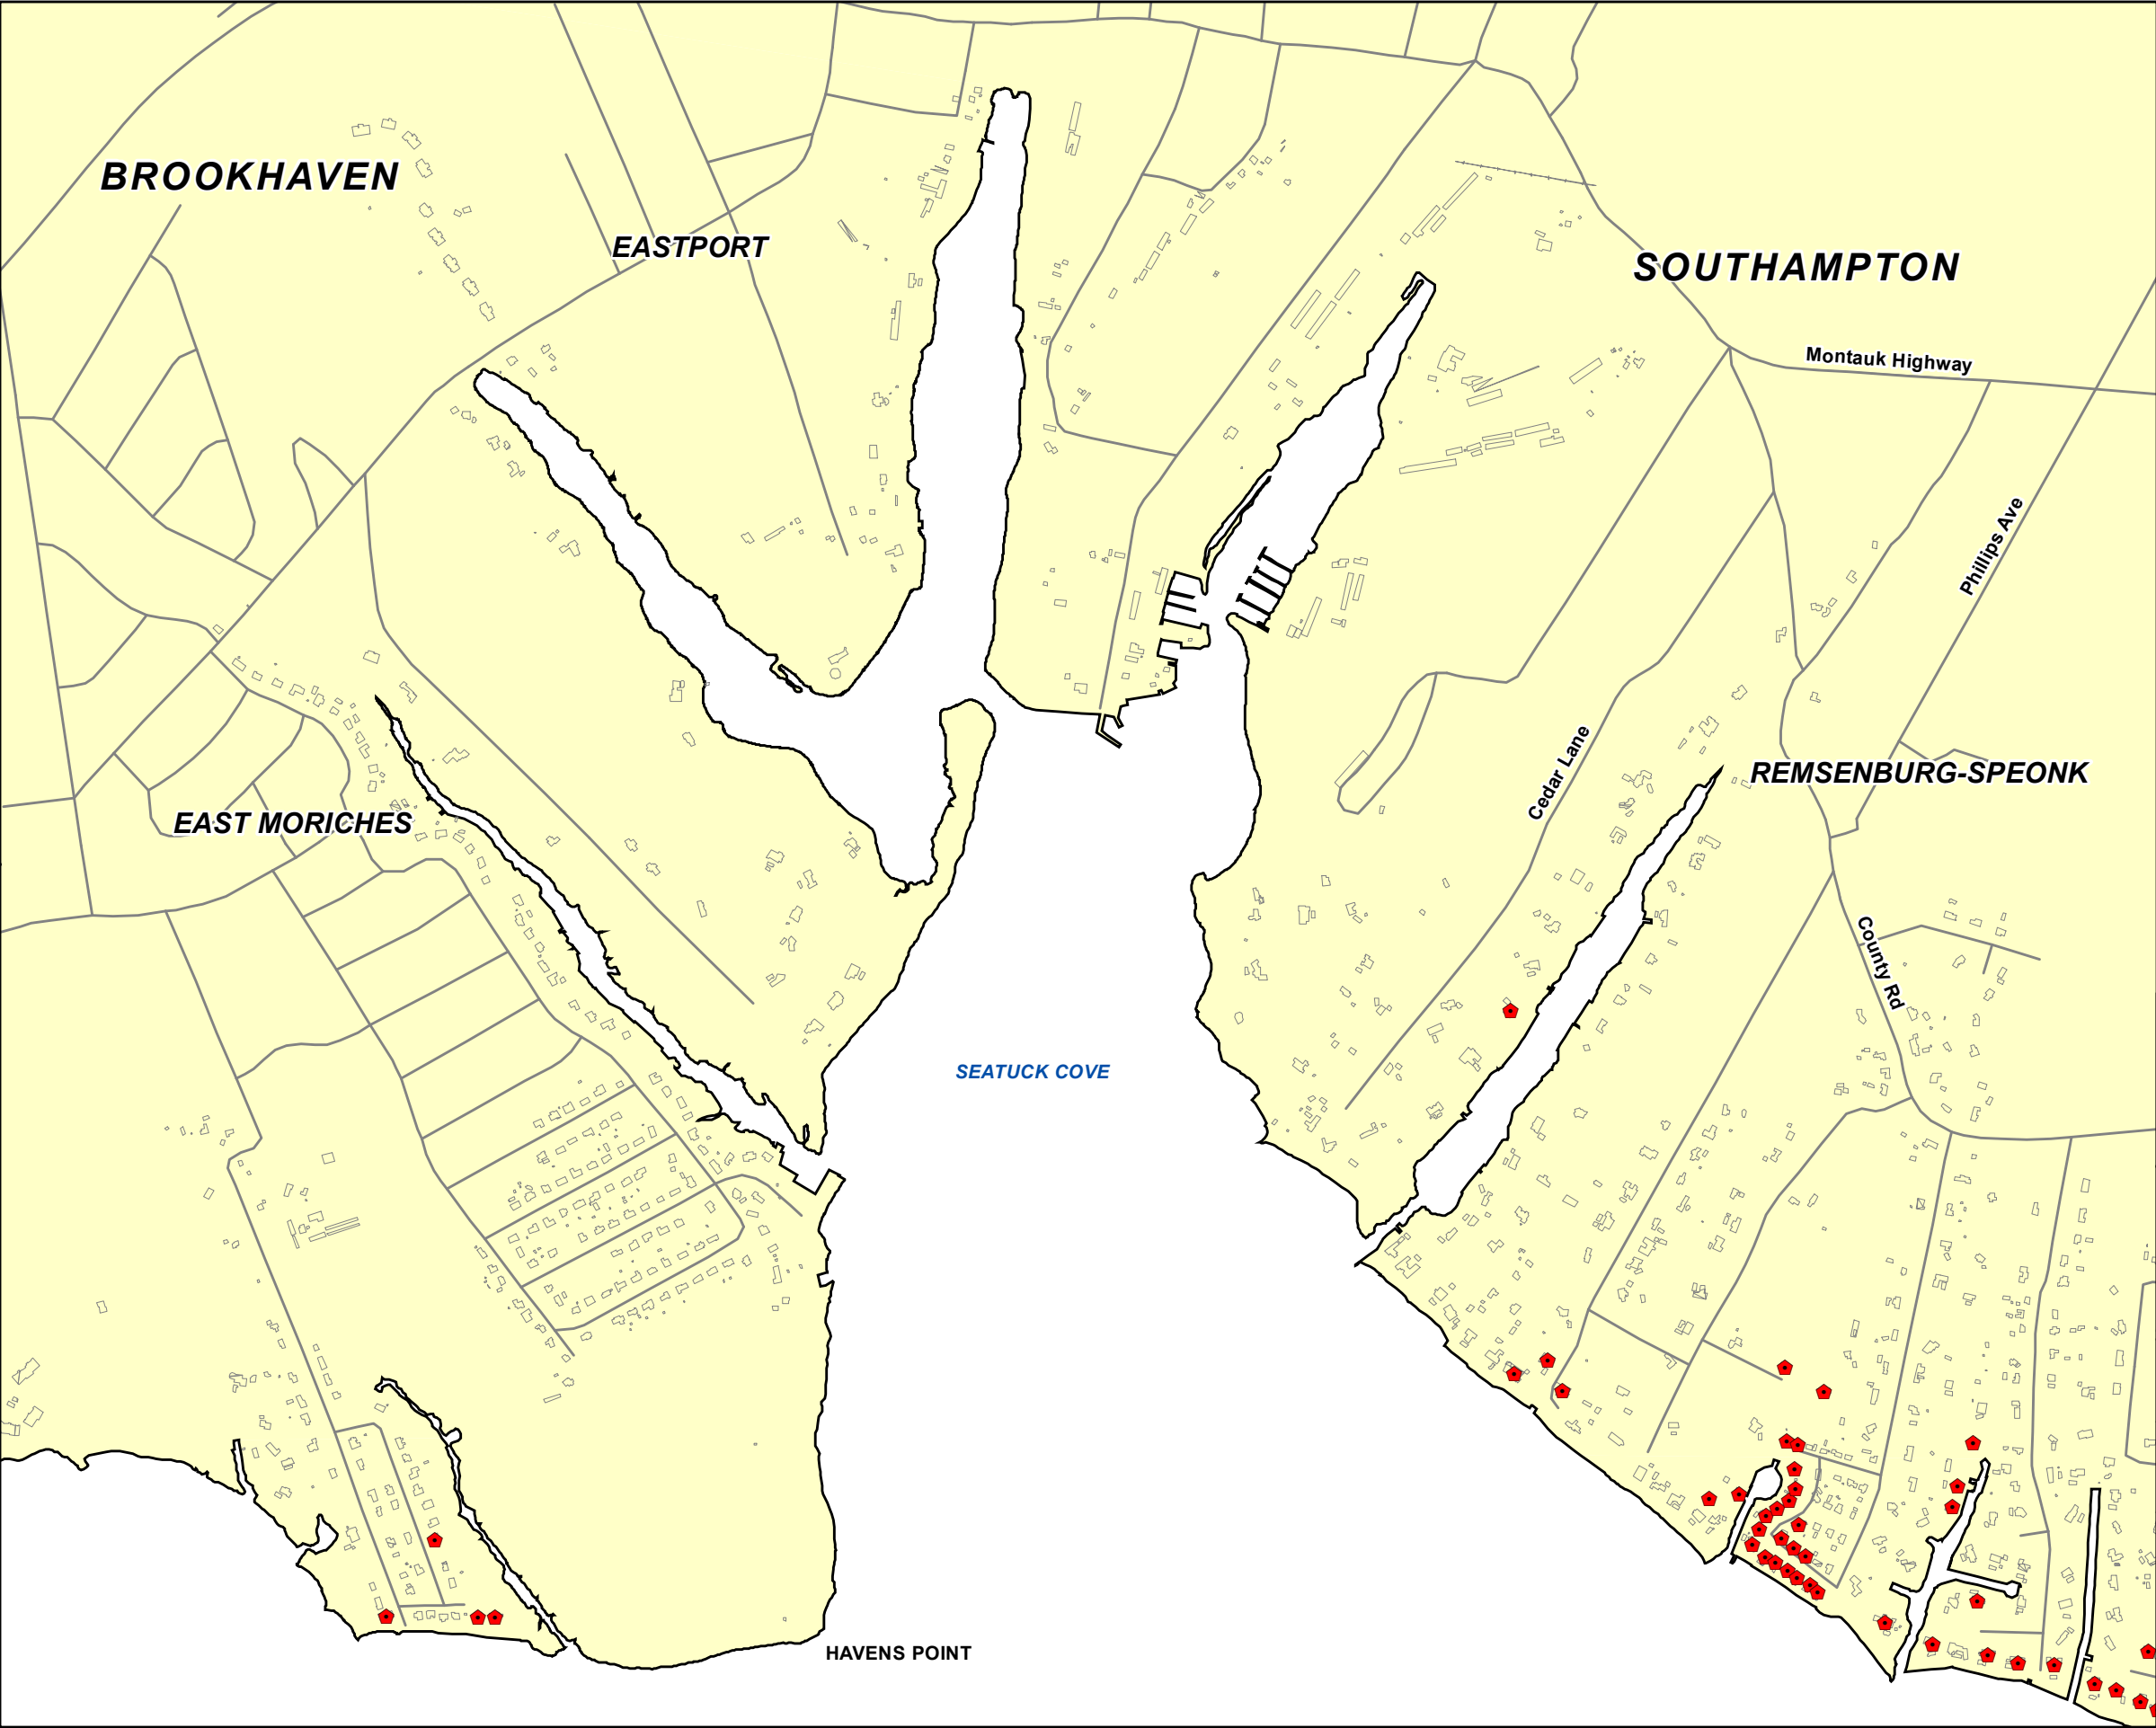 BROOKHAVEN
EASTPORT
SOUTHAMPTON
Montauk Highway
Phillips Ave
Cedar Lane
REMSENBURG-SPEONK
EAST MORICHES
County Rd
SEATUCK COVE
HAVENS POINT